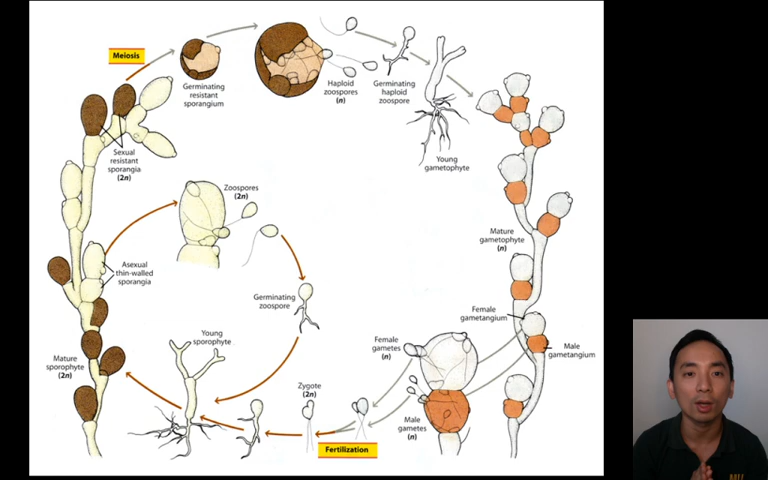 Meiosis
Germinating
resistant
sporangium
Haploid
zoospores
(n)
Germinating
haploid
zoospore
Young
gametophyte
Sexual
resistant
sporangia
(2n)
Zoospores
(2n)
Mature
gametophyte
(n)
Asexual
thin-walled
sporangia
Germinating
zoospore
Female
gametangium
Male
gametangium
Young
sporophyte
Female
gametes
(n)
Mature
sporophyte
(2n)
Zygote
(2n)
Male
gametes
(n)
Fertilization